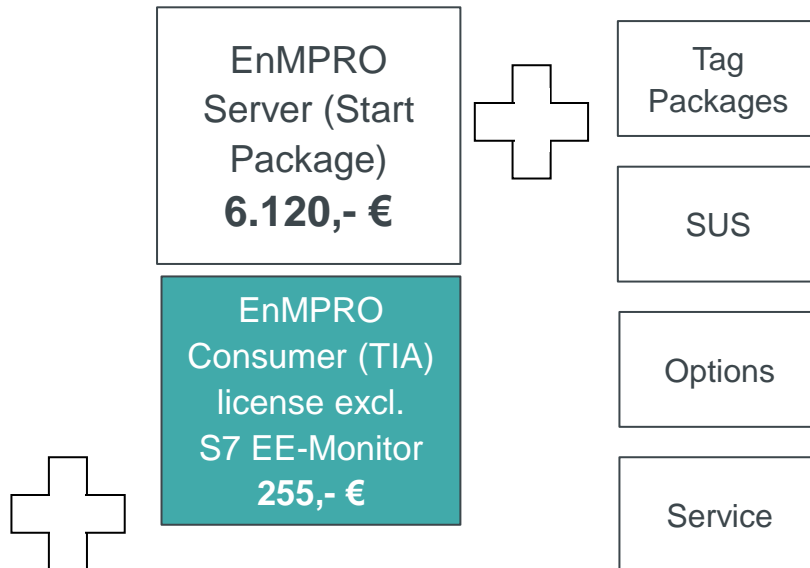 EnMPRO
Server (Start
Package)
6.120,- €
EnMPRO
Consumer (TIA)
license excl.
S7 EE-Monitor
255,- €
Tag
Packages
SUS
Options
Service